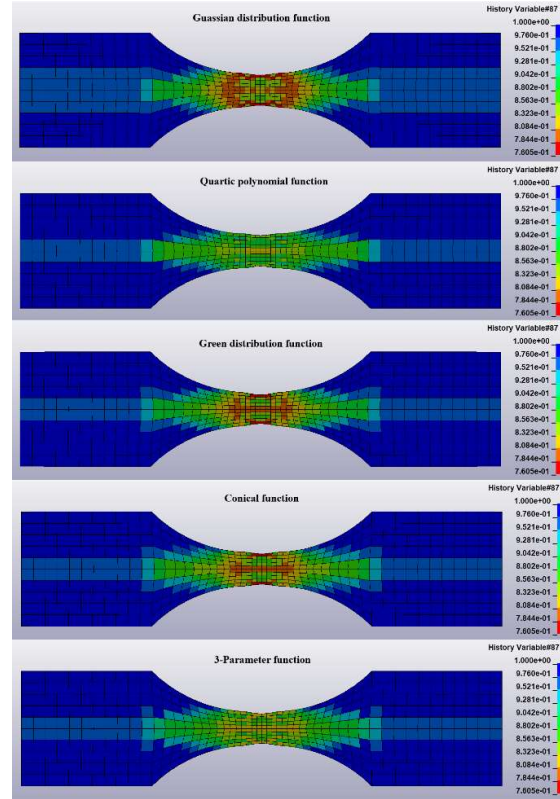 Guassian distribution function
History Variable#87
1.000e+00
9.760e-01
9.521e-01
9.281e-01
9.042e-01
8.802e-01
8.563e-01
8.323e-01
8.084e-01
7.844e-01
7.605e-01
Quartic polynomial function
History Variable#87
1.000e+00
9.760e-01
9.521e-01
9.281e-01
9.042e-01
8.802e-01
8.563e-01
8.323e-01
8.084e-01
7.844e-01
7.605e-01
Green distribution function
History Variable#87
1.000e+00
9.760e-01
9.521e-01
9.281e-01
9.042e-01
8.802e-01
8.563e-01
8.323e-01
8.084e-01
7.844e-01
7.605e-01
Conical function
History Variable#87
1.000e+00
9.760e-01
9.521e-01
9.281e-01
9.042e-01
8.802e-01
8.563e-01
8.323e-01
8.084e-01
7.844e-01
7.605e-01
3-Parameter function
History Variable#87
1.000e+00
9.760e-01
9.521e-01
9.281e-01
9.042e-01
8.802e-01
8.563e-01
8.323e-01
8.084e-01
7.844e-01
7.605e-01